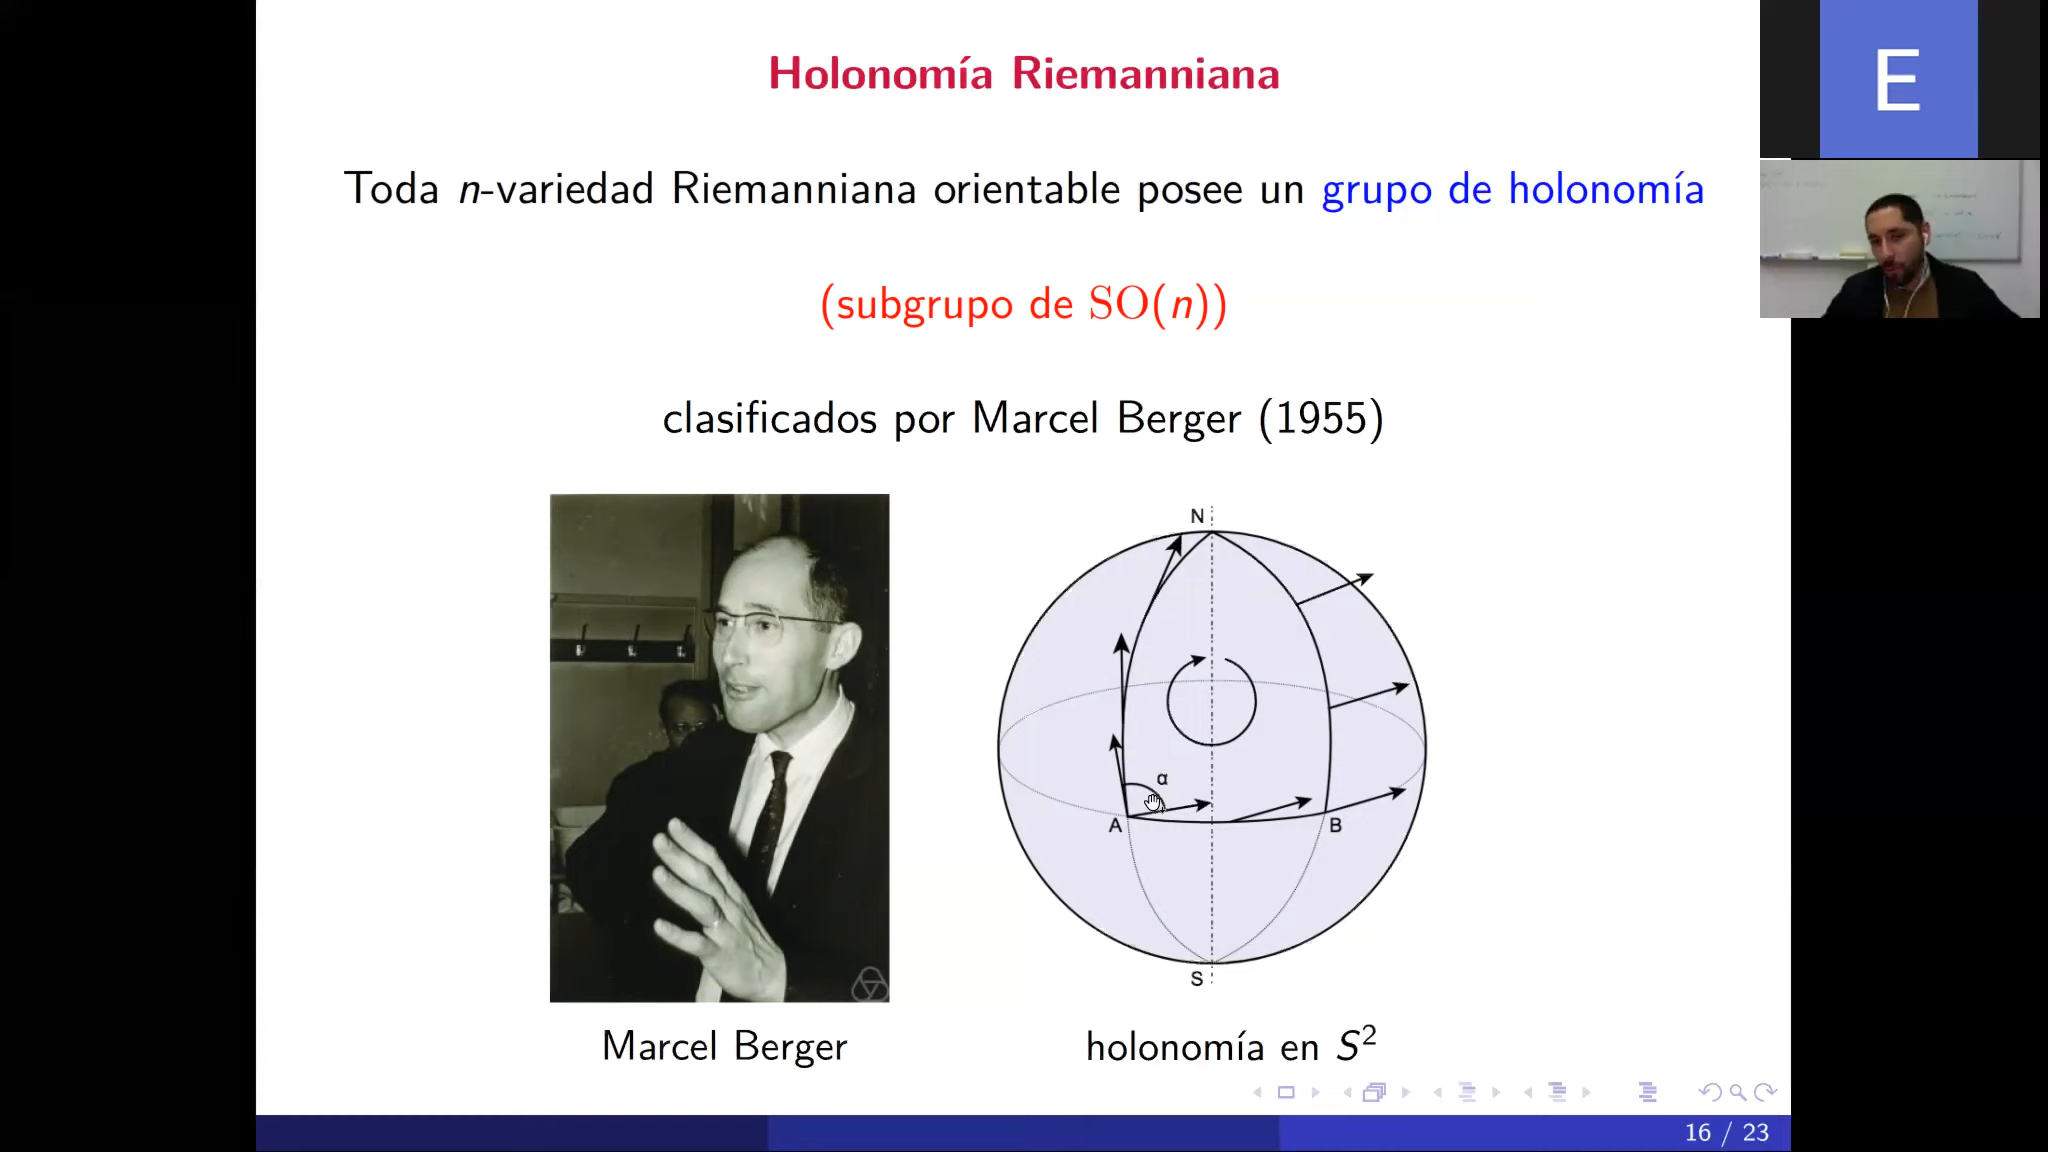 Holonomía Riemanniana
E
Toda n-variedad Riemanniana orientable posee un grupo de holonomía
(subgrupo de SO(n))
clasificados por Marcel Berger (1955)
N
α
A
B
S
Marcel Berger
holonomía en S²
16 / 23